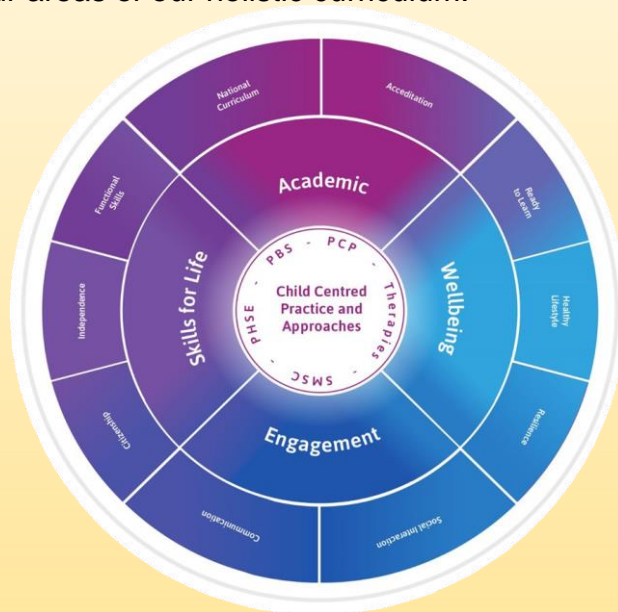 areas of our holistic curriculum.
National
Curriculum
Acceditation
Ready
to Learn
Healthy
Lifestyle
Resilience
Social Interaction
Communication
Citizenship
Independence
Functional
Skills
Academic
Wellbeing
Engagement
Skills for Life
PHSE - PBS - PCP - Therapies - SMSC -
Child Centred
Practice and
Approaches